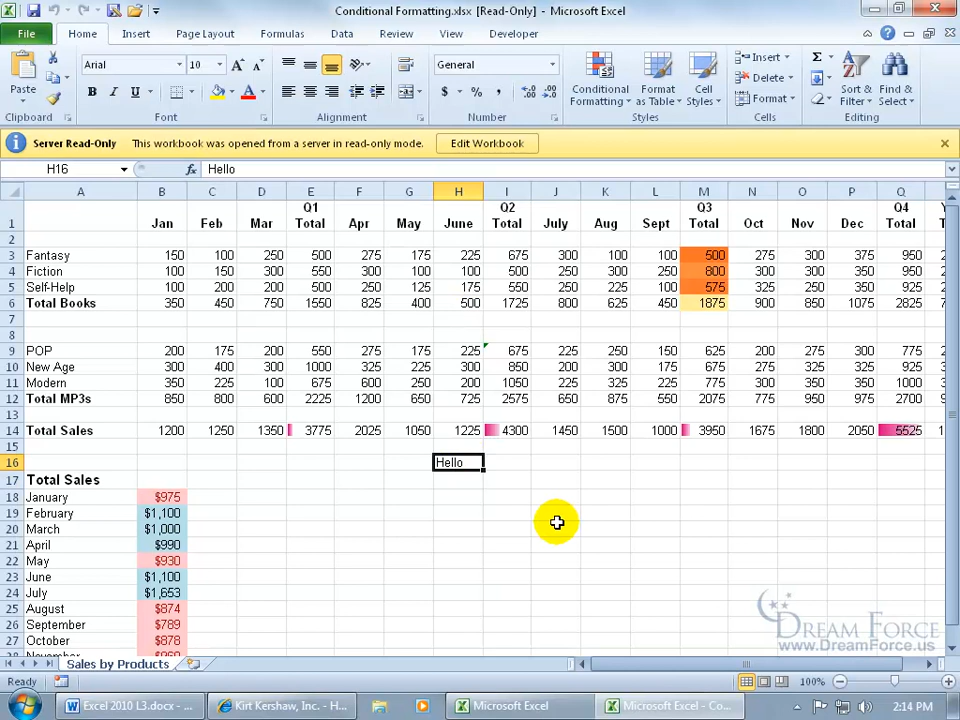 Conditional Formatting.xlsx [Read-Only] - Microsoft Excel
File Home Insert Page Layout Formulas Data Review View Developer
Paste
Arial 10
B I U A
General
$ % ,
Conditional Formatting
Format as Table
Cell Styles
Insert
Delete
Format
Σ
Sort & Filter
Find & Select
Clipboard Font Alignment Number Styles Cells Editing
Server Read-Only This workbook was opened from a server in read-only mode. Edit Workbook
H16 fx Hello
A B C D E F G H I J K L M N O P Q
1 Jan Feb Mar Q1 Total Apr May June Q2 Total July Aug Sept Q3 Total Oct Nov Dec Q4 Total
2
3 Fantasy 150 100 250 500 275 175 225 675 300 100 100 500 275 300 375 950
4 Fiction 100 150 300 550 300 100 100 500 250 300 250 800 300 300 350 950
5 Self-Help 100 200 200 500 250 125 175 550 250 225 100 575 325 250 350 925
6 Total Books 350 450 750 1550 825 400 500 1725 800 625 450 1875 900 850 1075 2825
7
8
9 POP 200 175 200 550 275 175 225 675 225 250 150 625 200 275 300 775
10 New Age 300 400 300 1000 325 225 300 850 200 300 175 675 275 325 325 925
11 Modern 350 225 100 675 600 250 200 1050 225 325 225 775 300 350 350 1000
12 Total MP3s 850 800 600 2225 1200 650 725 2575 650 875 550 2075 775 950 975 2700
13
14 Total Sales 1200 1250 1350 3775 2025 1050 1225 4300 1450 1500 1000 3950 1675 1800 2050 5525
15
16 Hello
17 Total Sales
18 January $975
19 February $1,100
20 March $1,000
21 April $990
22 May $930
23 June $1,100
24 July $1,653
25 August $874
26 September $789
27 October $878
DREAM FORCE
www.DreamForce.us
Sales by Products
Ready 100%
Excel 2010 L3.docx - ... Kirt Kershaw, Inc. - H... Microsoft Excel Microsoft Excel - Co... 2:14 PM